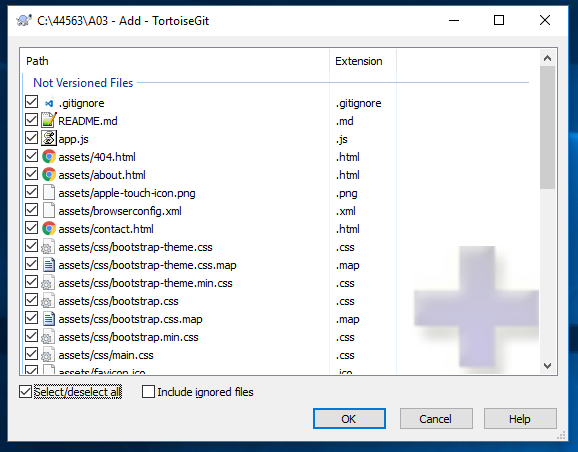 C:\44563\A03 - Add - TortoiseGit
Path Extension
Not Versioned Files
.gitignore .gitignore
README.md .md
app.js .js
assets/404.html .html
assets/about.html .html
assets/apple-touch-icon.png .png
assets/browserconfig.xml .xml
assets/contact.html .html
assets/css/bootstrap-theme.css .css
assets/css/bootstrap-theme.css.map .map
assets/css/bootstrap-theme.min.css .css
assets/css/bootstrap.css .css
assets/css/bootstrap.css.map .map
assets/css/bootstrap.min.css .css
assets/css/main.css .css
assets/favicon.ico .ico
Select/deselect all Include ignored files
OK Cancel Help